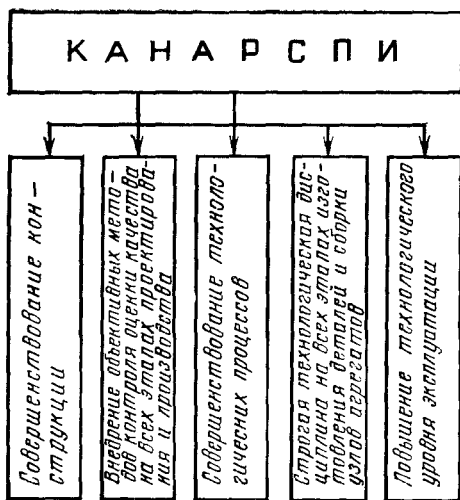 КАНАРСПИ
Совершенствование кон-
струкции
Внедрение объективных мето-
дов контроля оценки качества
на всех этапах проектирова-
ния и производства
Совершенствование техноло-
гических процессов
Строгая технологическая дис-
циплина на всех этапах изго-
товления деталей и сборки
узлов агрегатов
Повышение технологического
уровня эксплуатации